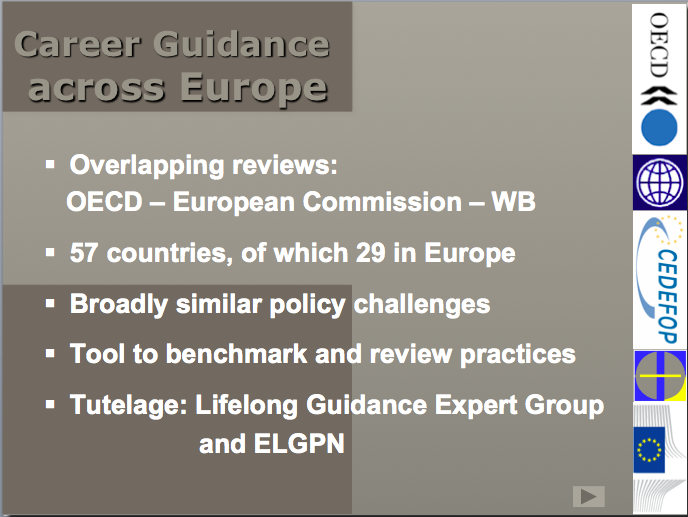 Career Guidance
across Europe
▪ Overlapping reviews:
OECD – European Commission – WB
▪ 57 countries, of which 29 in Europe
▪ Broadly similar policy challenges
▪ Tool to benchmark and review practices
▪ Tutelage: Lifelong Guidance Expert Group
and ELGPN
OECD
CEDEFOP